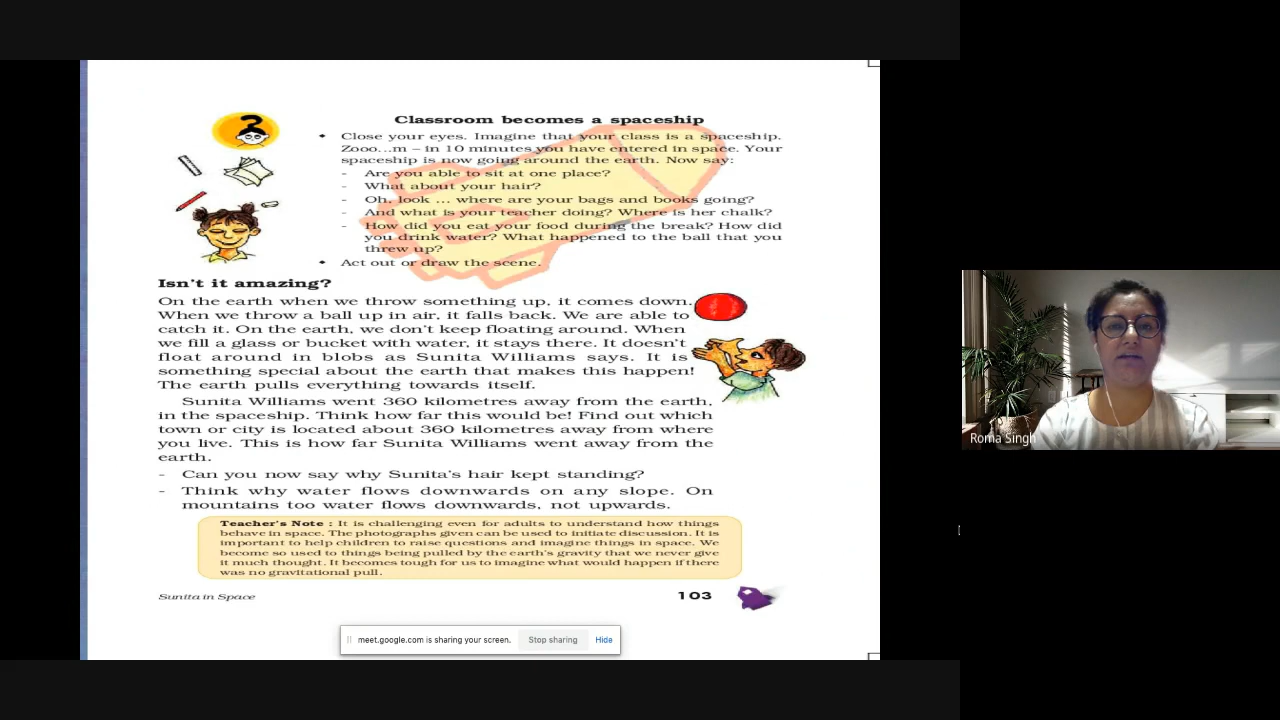 Classroom becomes a spaceship
• Close your eyes. Imagine that your class is a spaceship.
Zooo...m – in 10 minutes you have entered in space. Your
spaceship is now going around the earth. Now say:
- Are you able to sit at one place?
- What about your hair?
- Oh, look ... where are your bags and books going?
- And what is your teacher doing? Where is her chalk?
- How did you eat your food during the break? How did
you drink water? What happened to the ball that you
threw up?
• Act out or draw the scene.
Isn't it amazing?
On the earth when we throw something up, it comes down.
When we throw a ball up in air, it falls back. We are able to
catch it. On the earth, we don't keep floating around. When
we fill a glass or bucket with water, it stays there. It doesn't
float around in blobs as Sunita Williams says. It is
something special about the earth that makes this happen!
The earth pulls everything towards itself.
Sunita Williams went 360 kilometres away from the earth,
in the spaceship. Think how far this would be! Find out which
town or city is located about 360 kilometres away from where
you live. This is how far Sunita Williams went away from the
earth.
- Can you now say why Sunita's hair kept standing?
- Think why water flows downwards on any slope. On
mountains too water flows downwards, not upwards.
Teacher's Note : It is challenging even for adults to understand how things
behave in space. The photographs given can be used to initiate discussion. It is
important to help children to raise questions and imagine things in space. We
become so used to things being pulled by the earth's gravity that we never give
it much thought. It becomes tough for us to imagine what would happen if there
was no gravitational pull.
Sunita in Space
103
meet.google.com is sharing your screen.
Stop sharing
Hide
Roma Singh